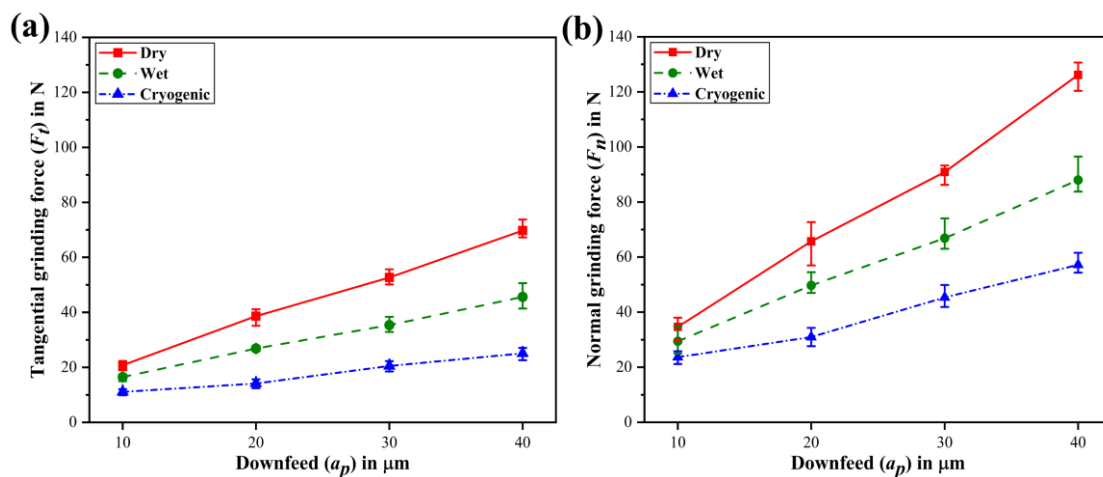 (a)
Tangential grinding force (Ft) in N
140
120
100
80
60
40
20
0
Dry
Wet
Cryogenic
10 20 30 40
Downfeed (ap) in μm
(b)
Normal grinding force (Fn) in N
140
120
100
80
60
40
20
0
Dry
Wet
Cryogenic
10 20 30 40
Downfeed (ap) in μm